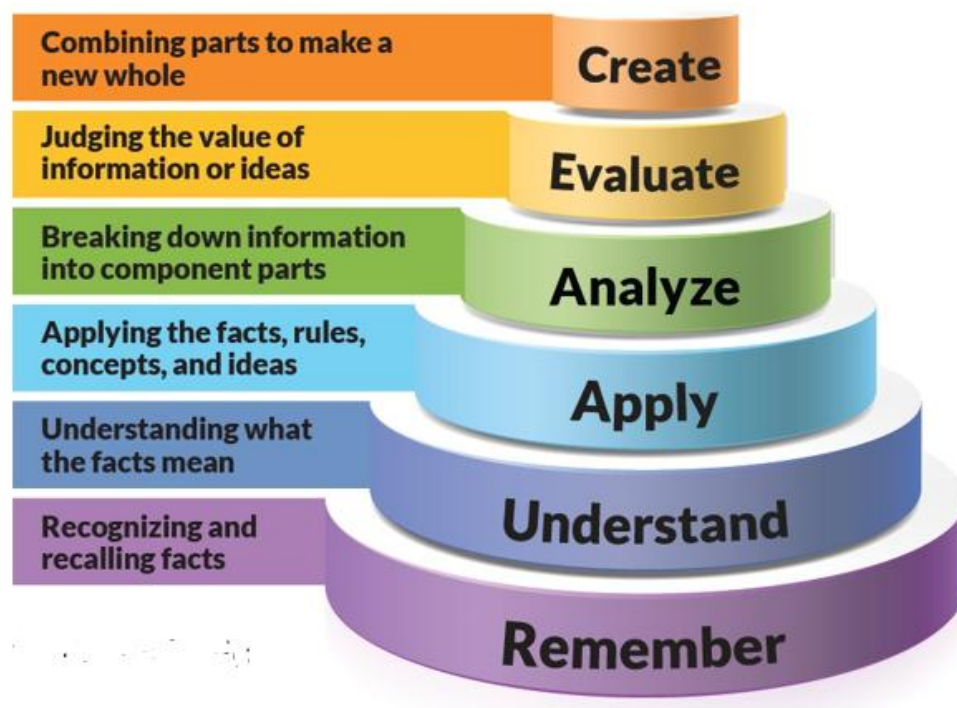 Combining parts to make a
new whole
Create
Judging the value of
information or ideas
Evaluate
Breaking down information
into component parts
Analyze
Applying the facts, rules,
concepts, and ideas
Apply
Understanding what
the facts mean
Understand
Recognizing and
recalling facts
Remember